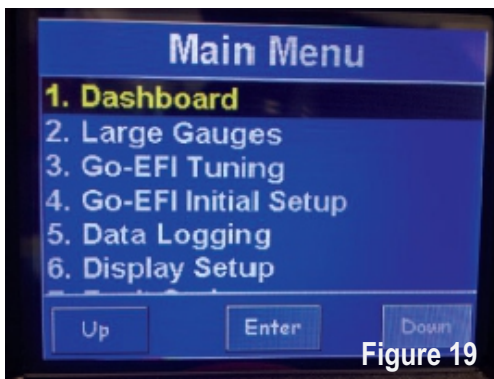 Main Menu
1. Dashboard
2. Large Gauges
3. Go-EFI Tuning
4. Go-EFI Initial Setup
5. Data Logging
6. Display Setup
Up Enter Down
Figure 19